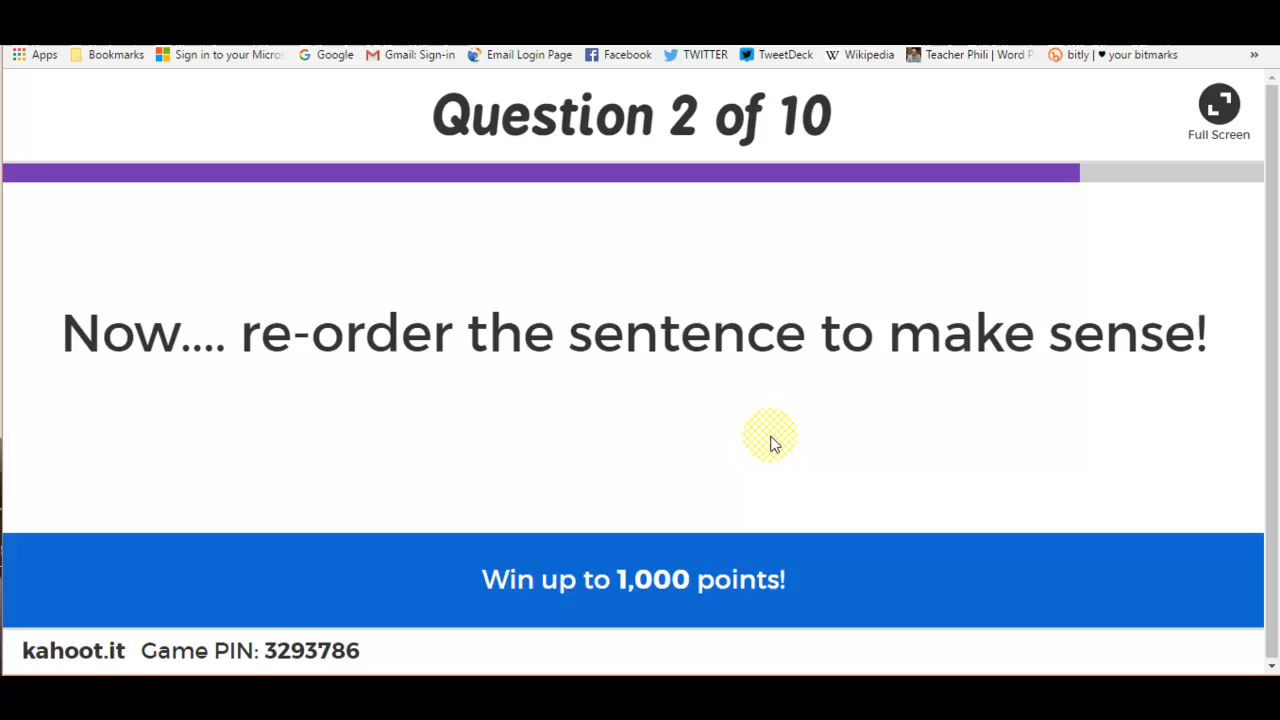 Apps Bookmarks Sign in to your Micros Google Gmail: Sign-in Email Login Page Facebook TWITTER TweetDeck Wikipedia Teacher Phili | Word P bitly | ♥ your bitmarks »
Question 2 of 10
Full Screen
Now.... re-order the sentence to make sense!
Win up to 1,000 points!
kahoot.it Game PIN: 3293786